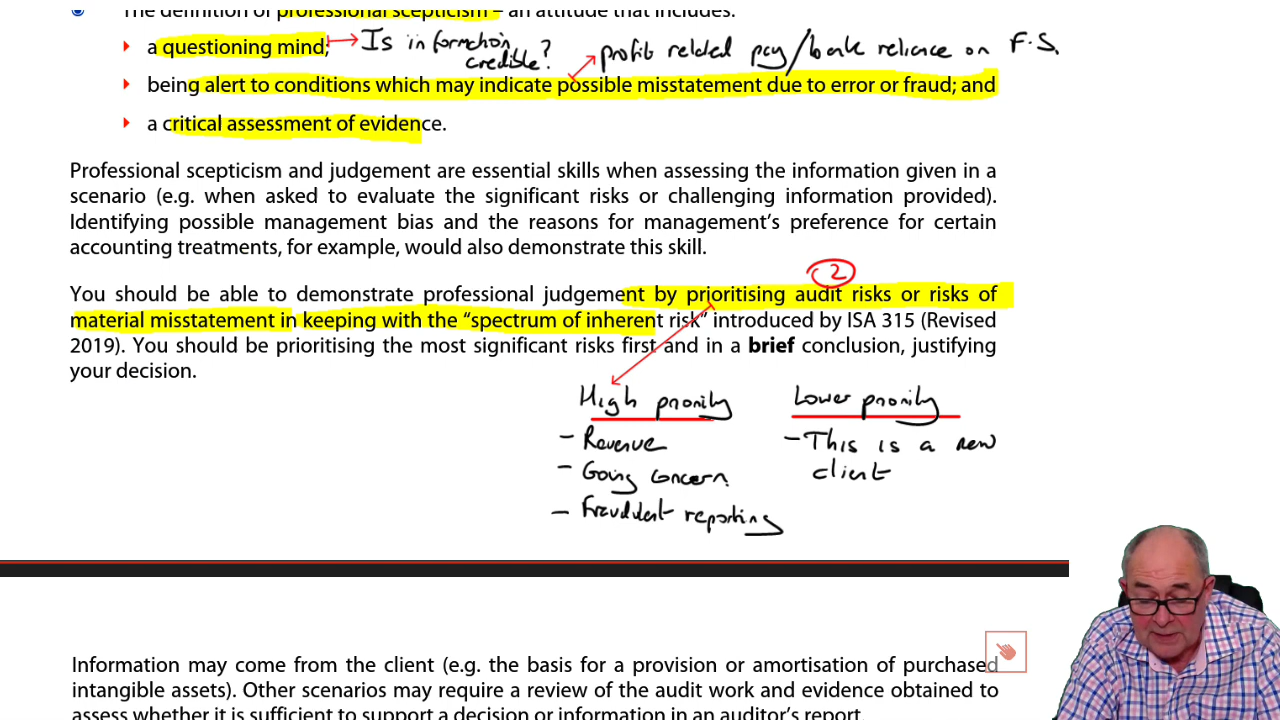 The definition of professional scepticism – an attitude that includes:
a questioning mind; Is information credible?
profit related pay/bank reliance on F.S.
being alert to conditions which may indicate possible misstatement due to error or fraud; and
a critical assessment of evidence.
Professional scepticism and judgement are essential skills when assessing the information given in a
scenario (e.g. when asked to evaluate the significant risks or challenging information provided).
Identifying possible management bias and the reasons for management's preference for certain
accounting treatments, for example, would also demonstrate this skill.
2
You should be able to demonstrate professional judgement by prioritising audit risks or risks of
material misstatement in keeping with the “spectrum of inherent risk” introduced by ISA 315 (Revised
2019). You should be prioritising the most significant risks first and in a brief conclusion, justifying
your decision.
High priority
- Revenue
- Going concern
- Fraudulent reporting
Lower priority
- This is a new
client
Information may come from the client (e.g. the basis for a provision or amortisation of purchased
intangible assets). Other scenarios may require a review of the audit work and evidence obtained to
assess whether it is sufficient to support a decision or information in an auditor's report.